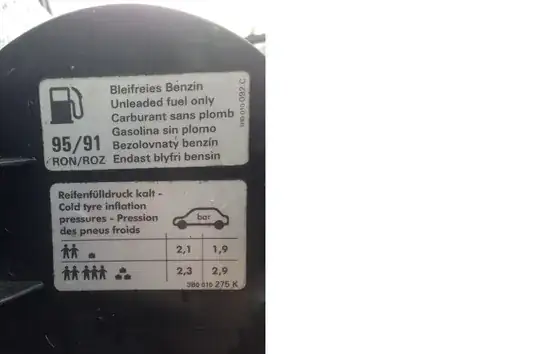 Bleifreies Benzin
Unleaded fuel only
Carburant sans plomb
Gasolina sin plomo
95/91 Bezolovnatý benzín
RON/ROZ Endast blyfri bensin
Reifenfülldruck kalt -
Cold tyre inflation
pressures - Pression
des pneus froids
bar
2,1 1,9
2,3 2,9
3B0 010 275 K